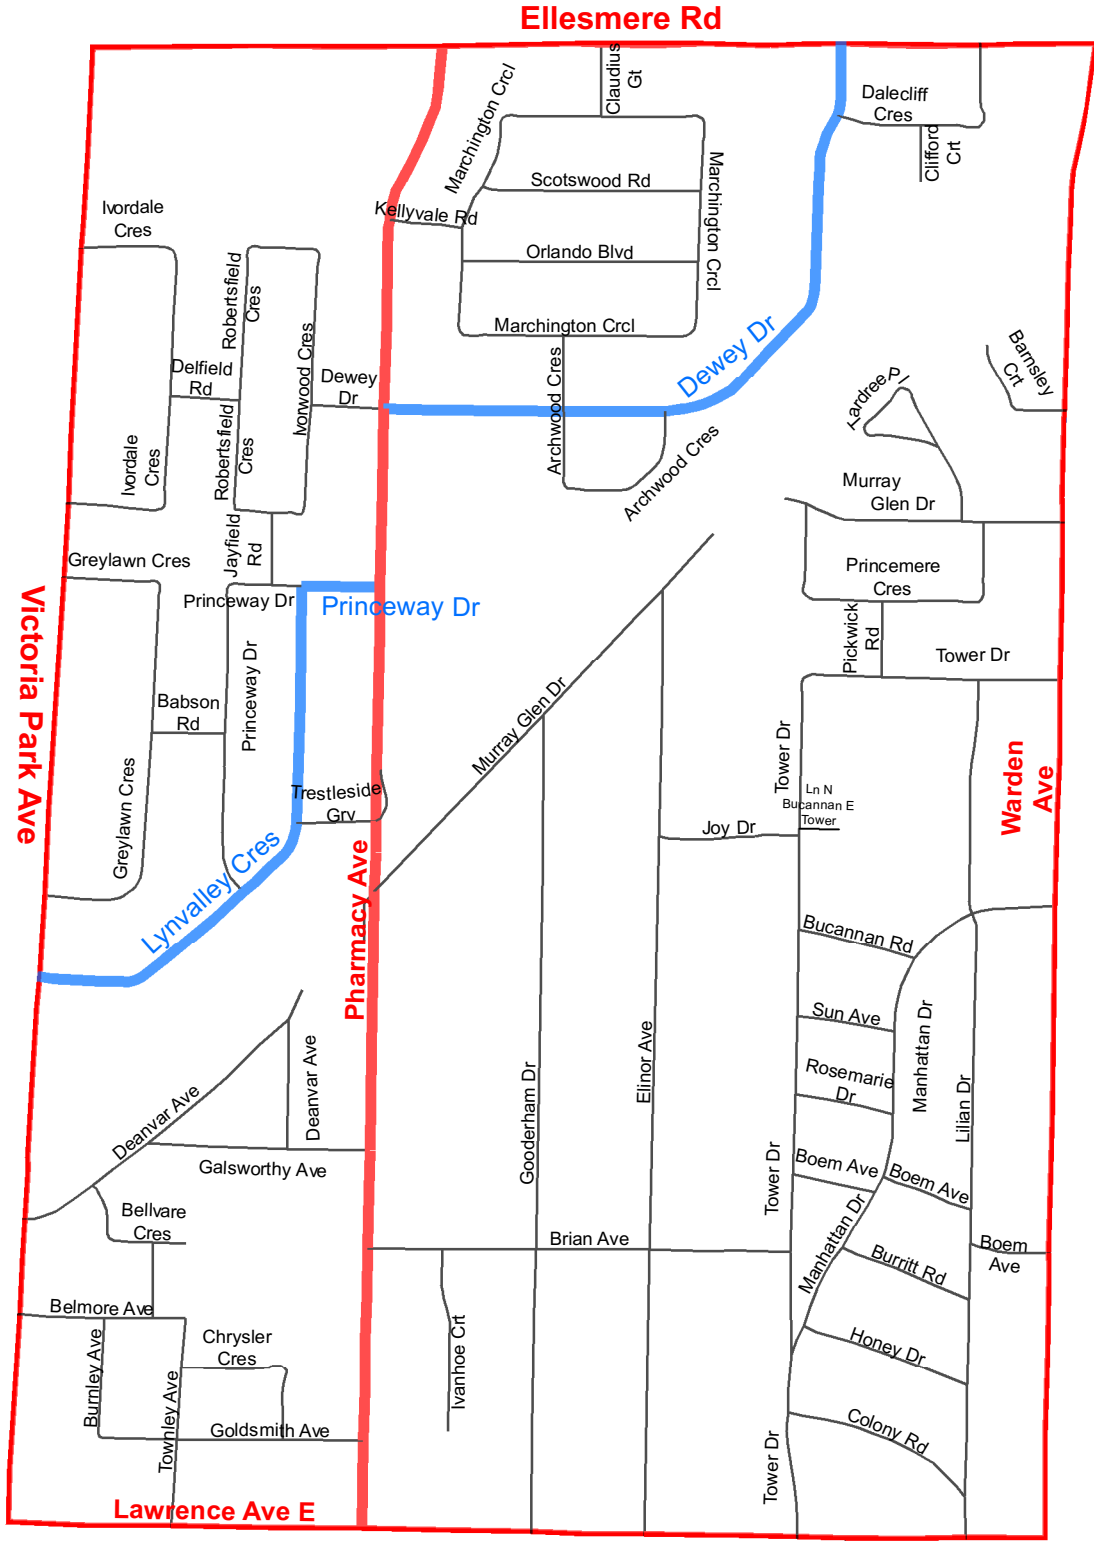 Ellesmere Rd
Marchington Crcl
Claudius
Gt
Dalecliff
Cres
Clifford
Crt
Scotswood Rd
Marchington Crcl
Ivordale
Cres
Kellyvale Rd
Orlando Blvd
Robertsfield
Cres
Marchington Crcl
Dewey Dr
Ivorwood Cres
Delfield
Rd
Dewey
Dr
Archwood Cres
Barnsley
Crt
Tardree Pl
Ivordale
Cres
Robertsfield
Cres
Archwood Cres
Murray
Glen Dr
Jayfield
Rd
Greylawn Cres
Princeway Dr
Princeway Dr
Princemere
Cres
Victoria Park Ave
Pickwick
Rd
Tower Dr
Babson
Rd
Princeway Dr
Murray Glen Dr
Tower Dr
Warden
Ave
Greylawn Cres
Trestleside
Grv
Ln N
Bucannan E
Tower
Joy Dr
Lynvalley Cres
Pharmacy Ave
Bucannan Rd
Sun Ave
Manhattan Dr
Deanvar Ave
Deanvar Ave
Gooderham Dr
Elinor Ave
Rosemarie
Dr
Lilian Dr
Galsworthy Ave
Tower Dr
Boem Ave
Boem Ave
Bellvare
Cres
Brian Ave
Manhattan Dr
Boem
Ave
Burritt Rd
Belmore Ave
Burnley Ave
Chrysler
Cres
Ivanhoe Crt
Honey Dr
Townley Ave
Goldsmith Ave
Colony Rd
Tower Dr
Lawrence Ave E